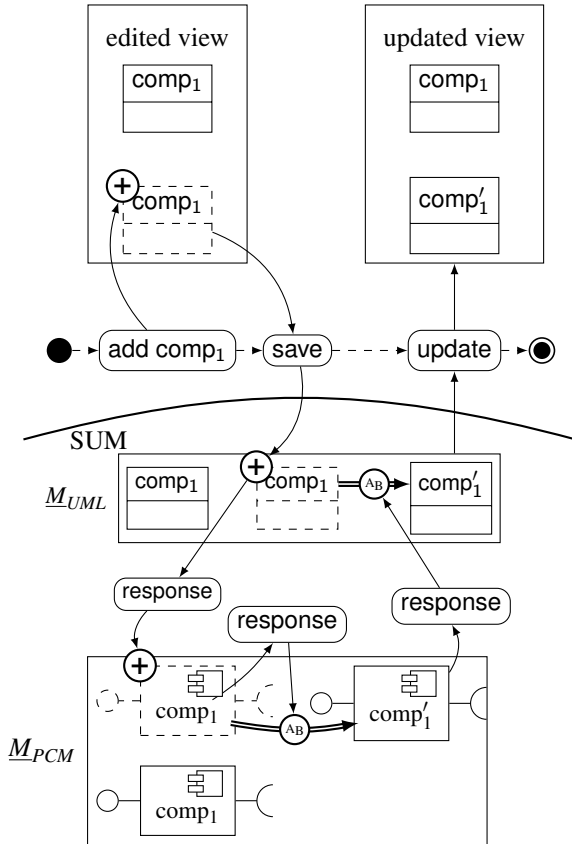 edited view
updated view
comp₁
comp₁
+
comp₁
comp′₁
add comp₁
save
update
SUM
M_UML
comp₁
+
comp₁
AB
comp′₁
response
response
response
+
comp₁
AB
comp′₁
M_PCM
comp₁